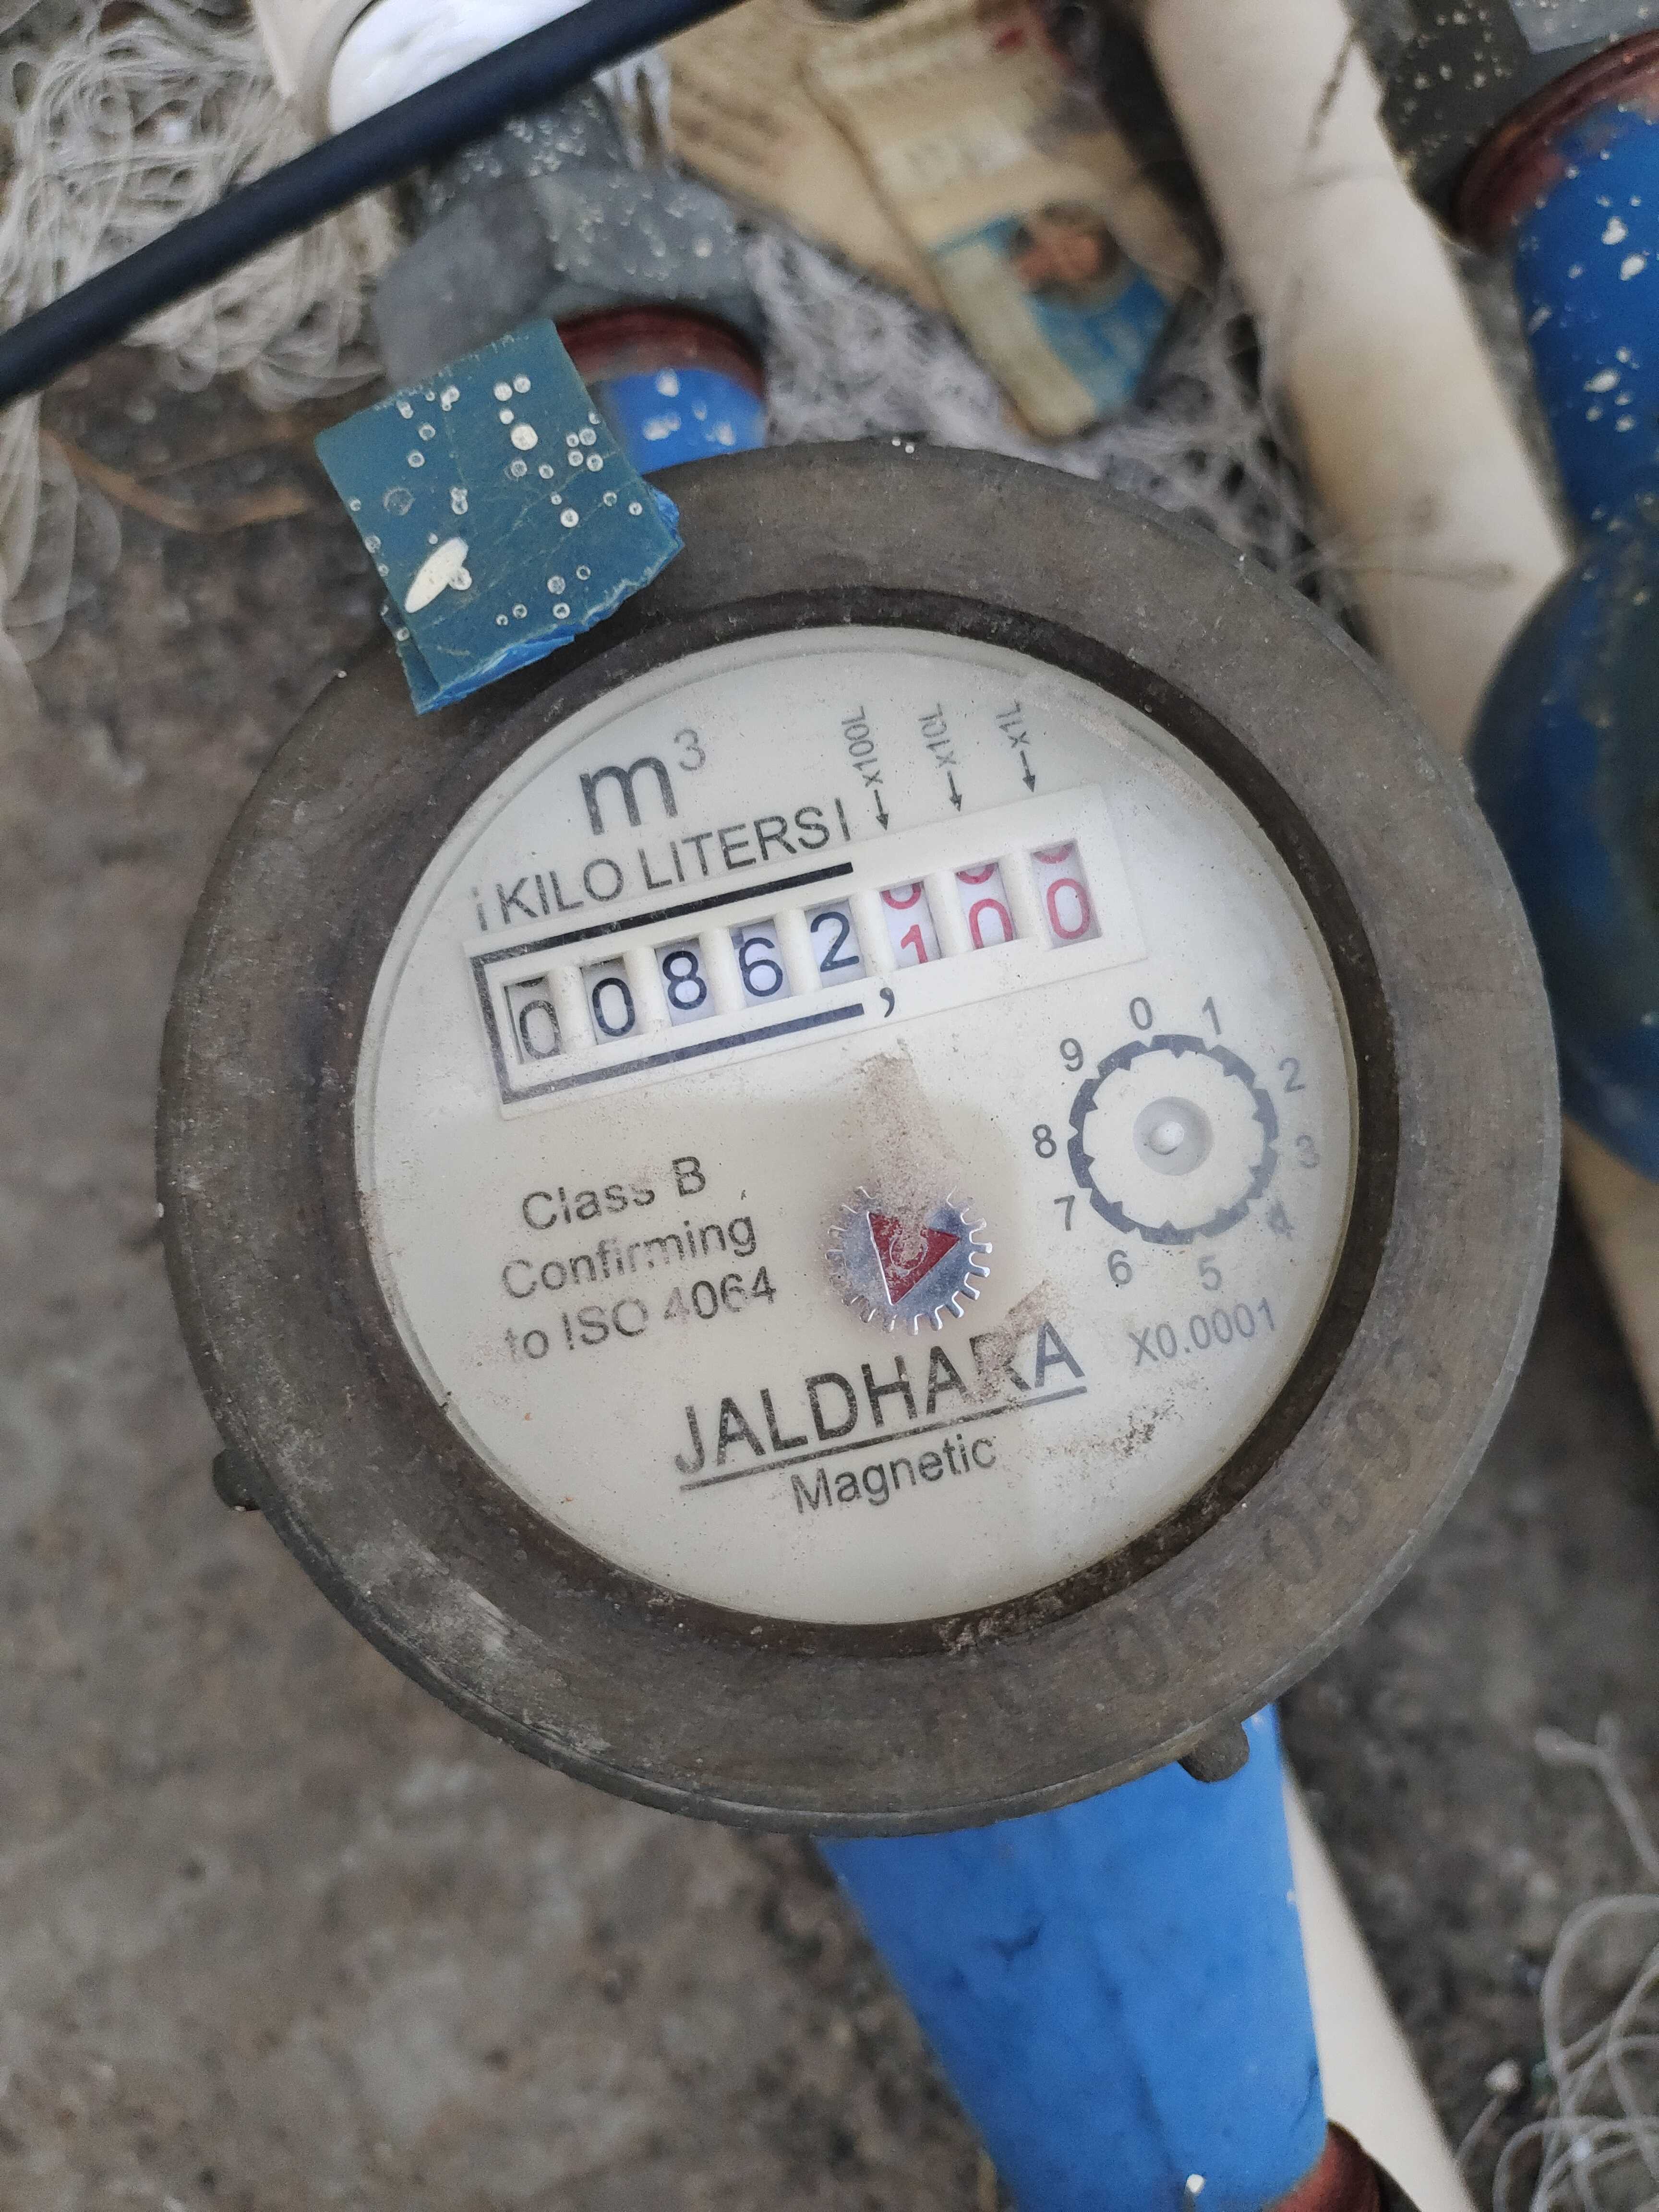 m³
KILO LITERS
X100L X10L X1L
00862,100
0 1 2 3 4 5 6 7 8 9
X0.0001
Class B
Confirming
to ISO 4064
JALDHARA
Magnetic